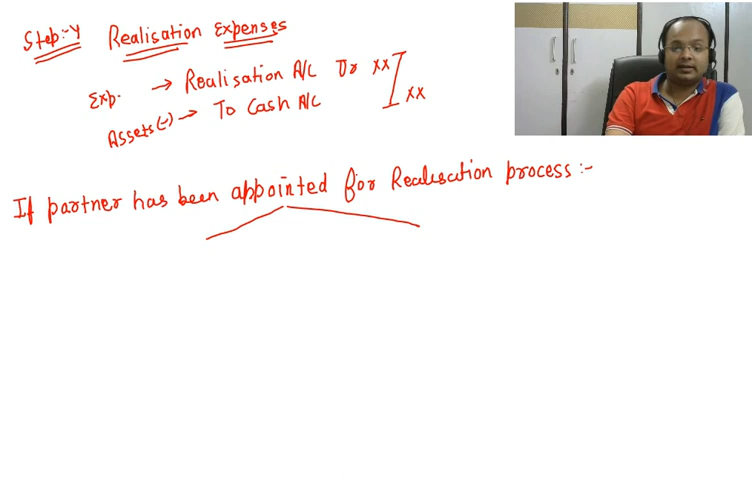 Step:-4 Realisation Expenses
Exp. → Realisation A/c Dr xx
Assets(-) → To Cash A/c xx
If partner has been appointed for Realisation process:-